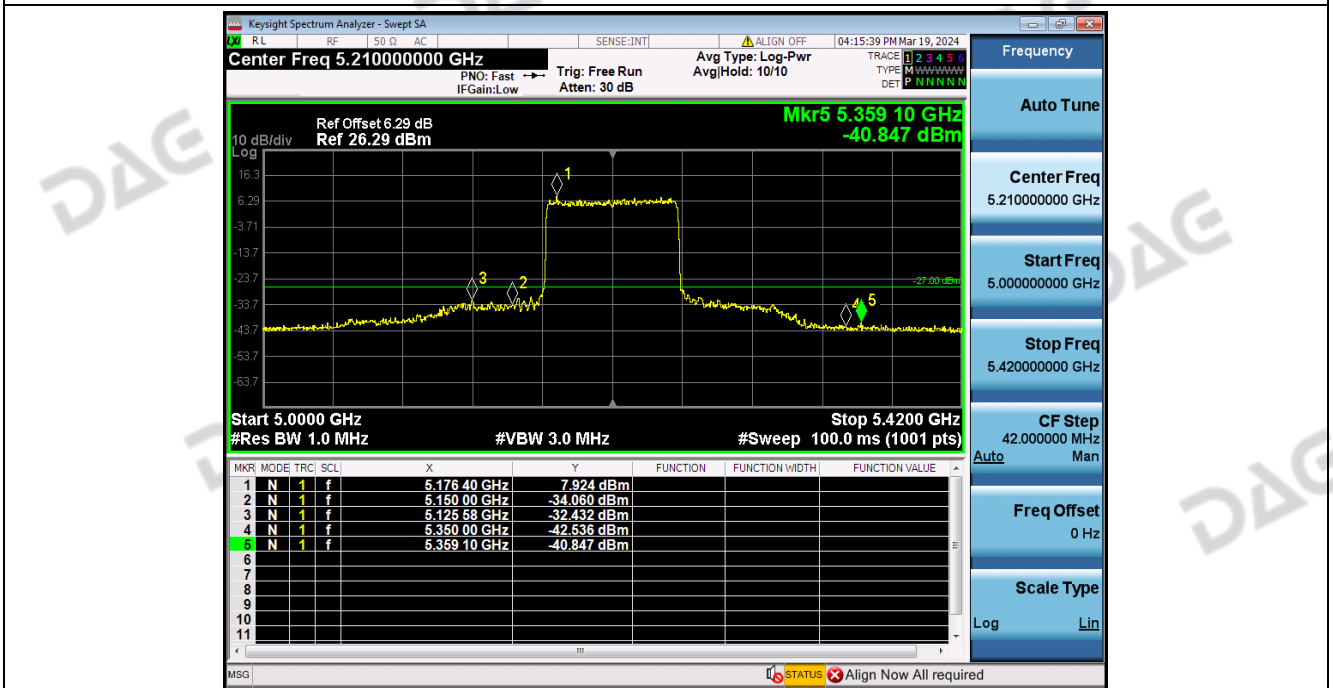 Keysight Spectrum Analyzer - Swept SA
LXI RL RF 50 Ω AC SENSE:INT ALIGN OFF 04:15:39 PM Mar 19, 2024
Center Freq 5.210000000 GHz
PNO: Fast
IFGain:Low
Trig: Free Run
Atten: 30 dB
Avg Type: Log-Pwr
Avg|Hold: 10/10
TRACE 1 2 3 4 5 6
TYPE M WWWWW
DET P N N N N N
Ref Offset 6.29 dB
10 dB/div Ref 26.29 dBm
Log
Mkr5 5.359 10 GHz
-40.847 dBm
16.3
6.29
-3.71
-13.7
-23.7
-33.7
-43.7
-53.7
-63.7
1
3
2
4
5
-27.00 dBm
Start 5.0000 GHz Stop 5.4200 GHz
#Res BW 1.0 MHz #VBW 3.0 MHz #Sweep 100.0 ms (1001 pts)
MKR MODE TRC SCL X Y FUNCTION FUNCTION WIDTH FUNCTION VALUE
1 N 1 f 5.176 40 GHz 7.924 dBm
2 N 1 f 5.150 00 GHz -34.060 dBm
3 N 1 f 5.125 58 GHz -32.432 dBm
4 N 1 f 5.350 00 GHz -42.536 dBm
5 N 1 f 5.359 10 GHz -40.847 dBm
6
7
8
9
10
11
MSG STATUS Align Now All required
Frequency
Auto Tune
Center Freq
5.210000000 GHz
Start Freq
5.000000000 GHz
Stop Freq
5.420000000 GHz
CF Step
42.000000 MHz
Auto Man
Freq Offset
0 Hz
Scale Type
Log Lin
DAE
DAE
DAE